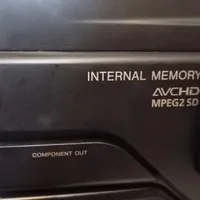 INTERNAL MEMORY
AVCHD
MPEG2 SD
COMPONENT OUT